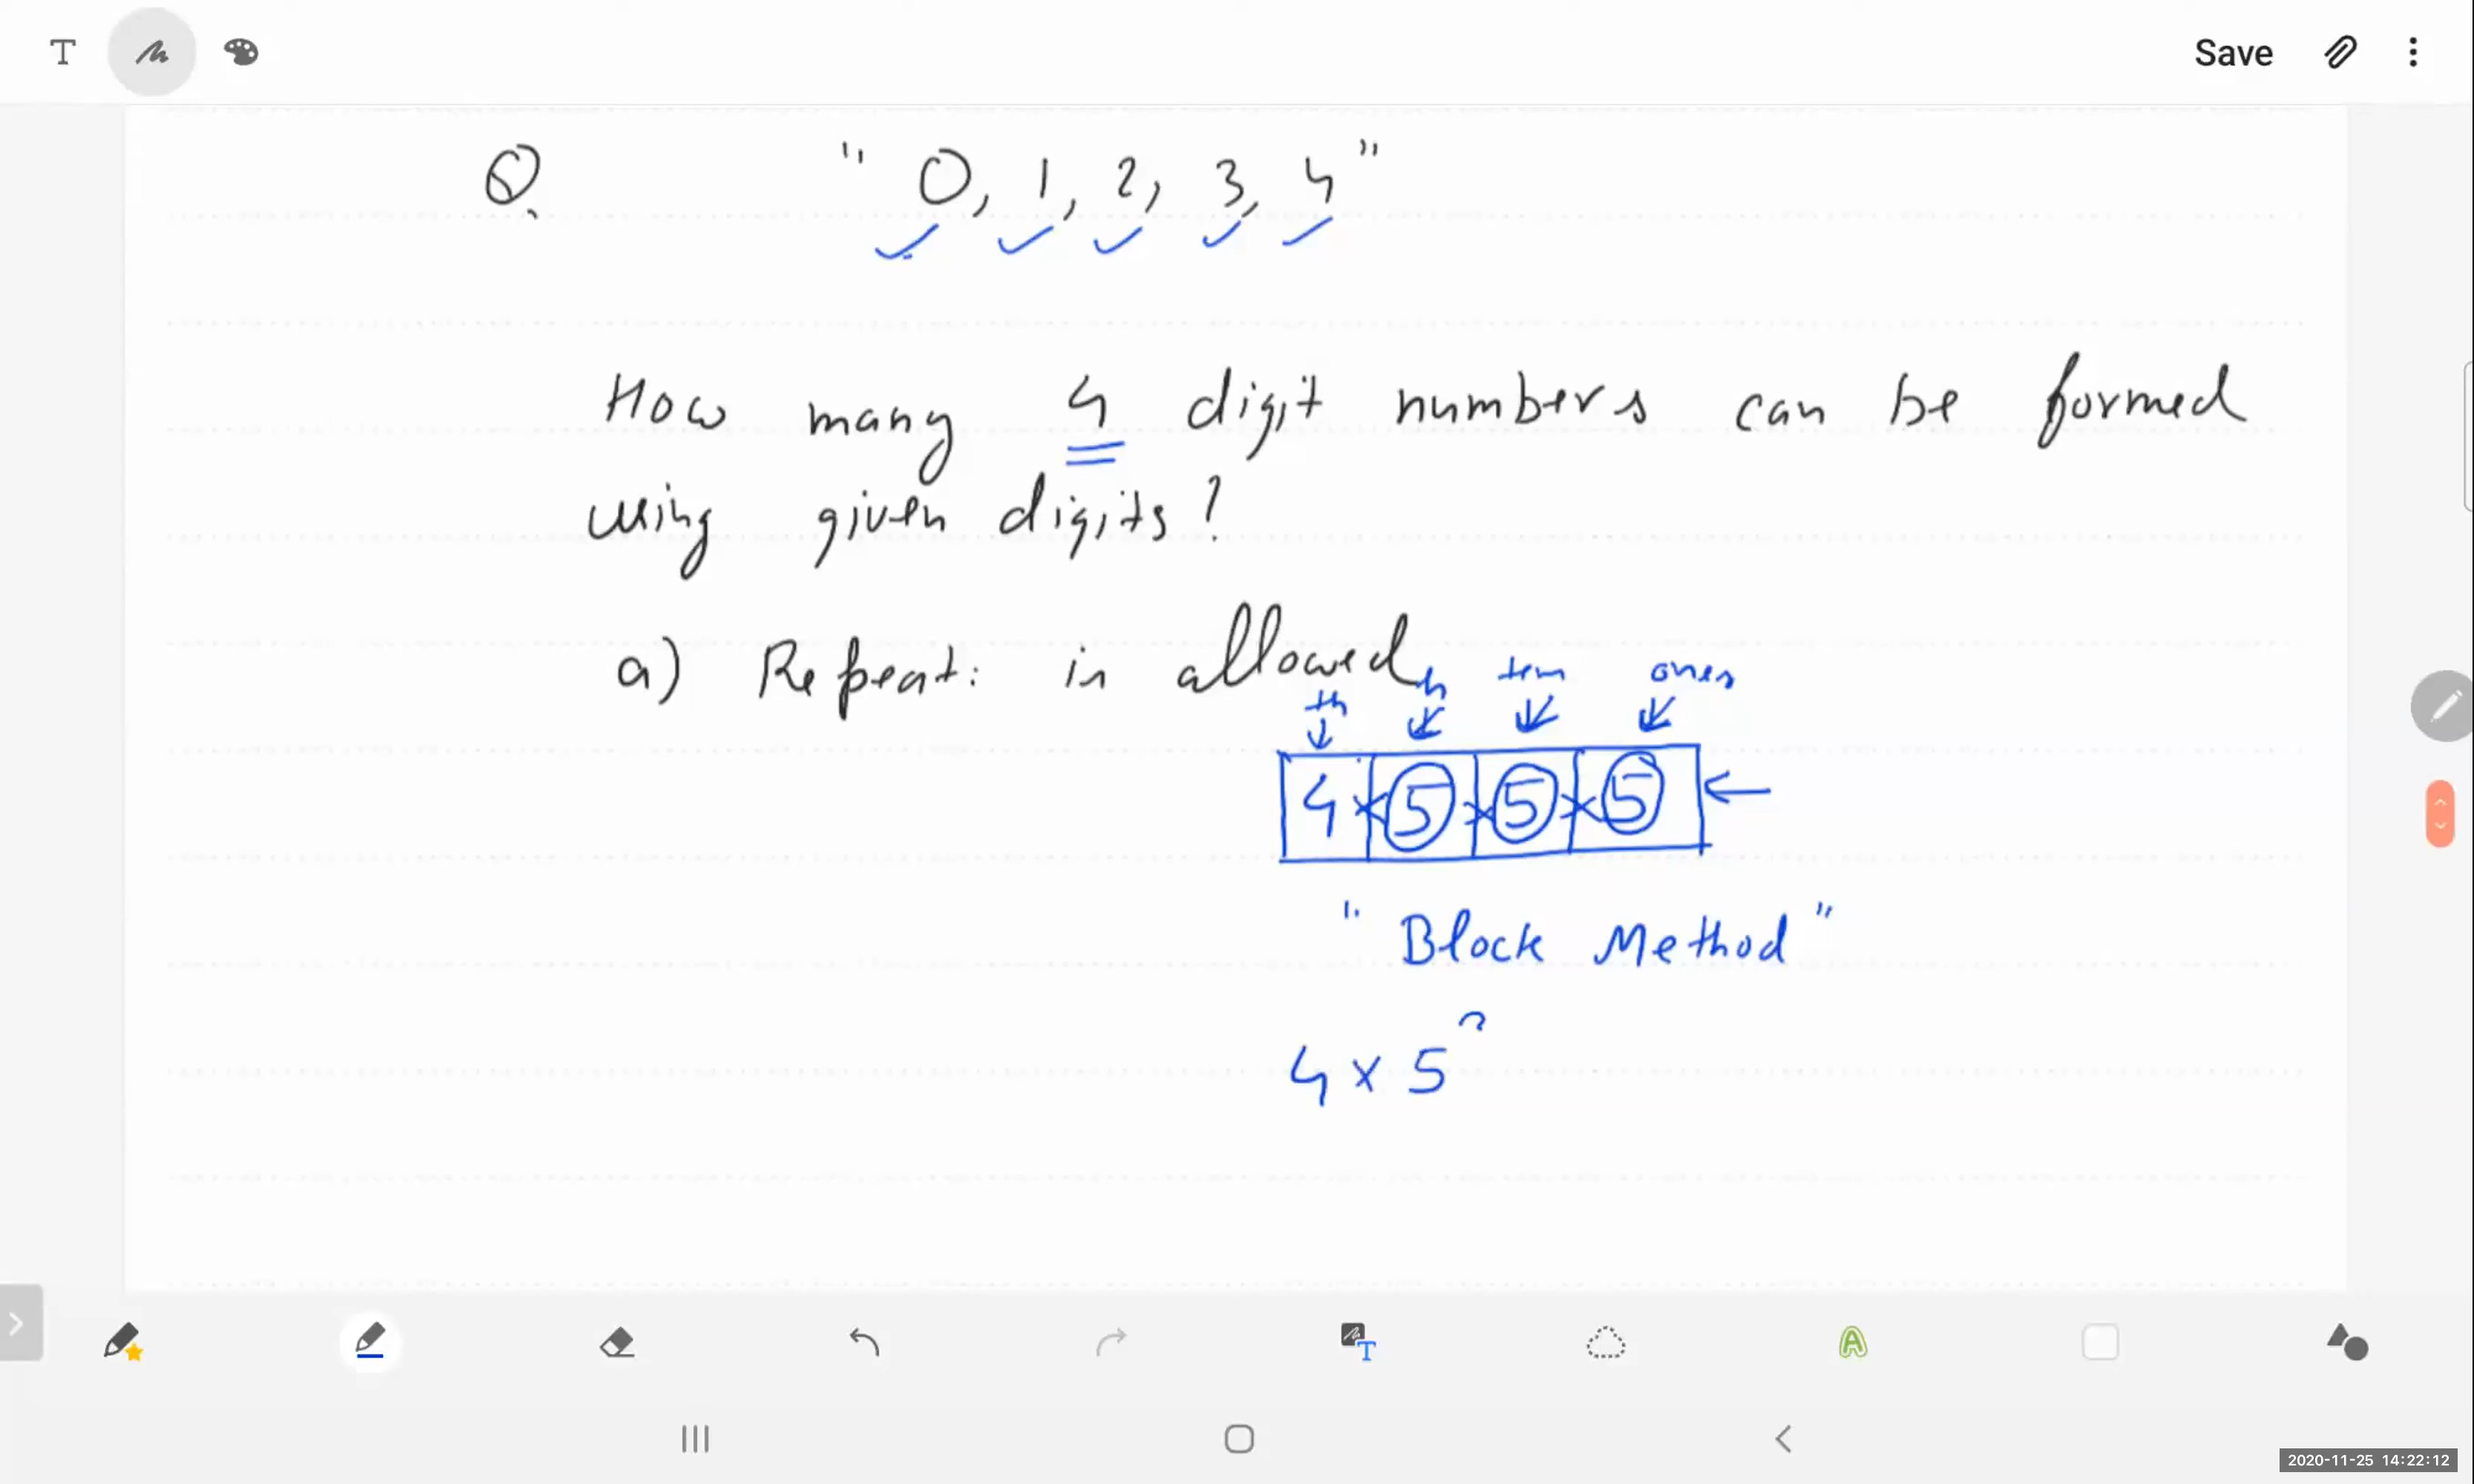 T Save
Q. " 0, 1, 2, 3, 4 "
How many 4 digit numbers can be formed
using given digits?
a) Repeat: is allowed
th h ten ones
4 × 5 × 5 × 5
" Block Method "
4 × 5
T
A
2020-11-25 14:22:12